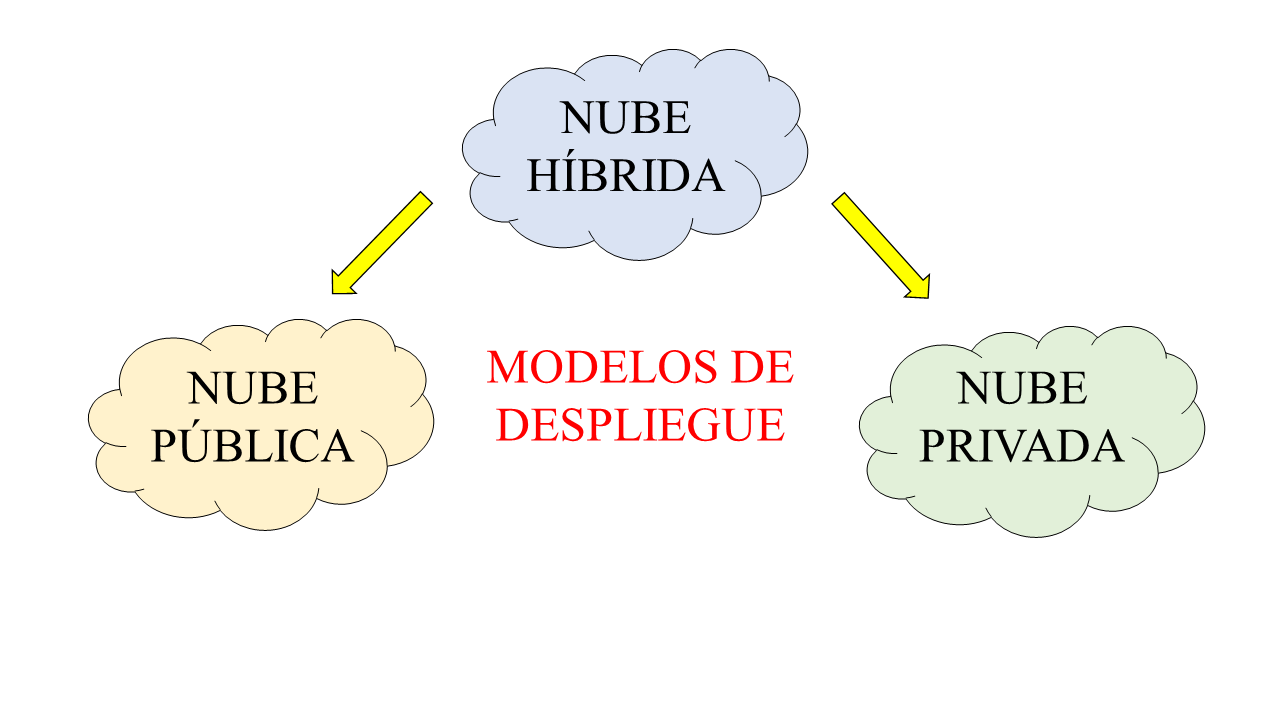 NUBE
HÍBRIDA
MODELOS DE
DESPLIEGUE
NUBE
PÚBLICA
NUBE
PRIVADA